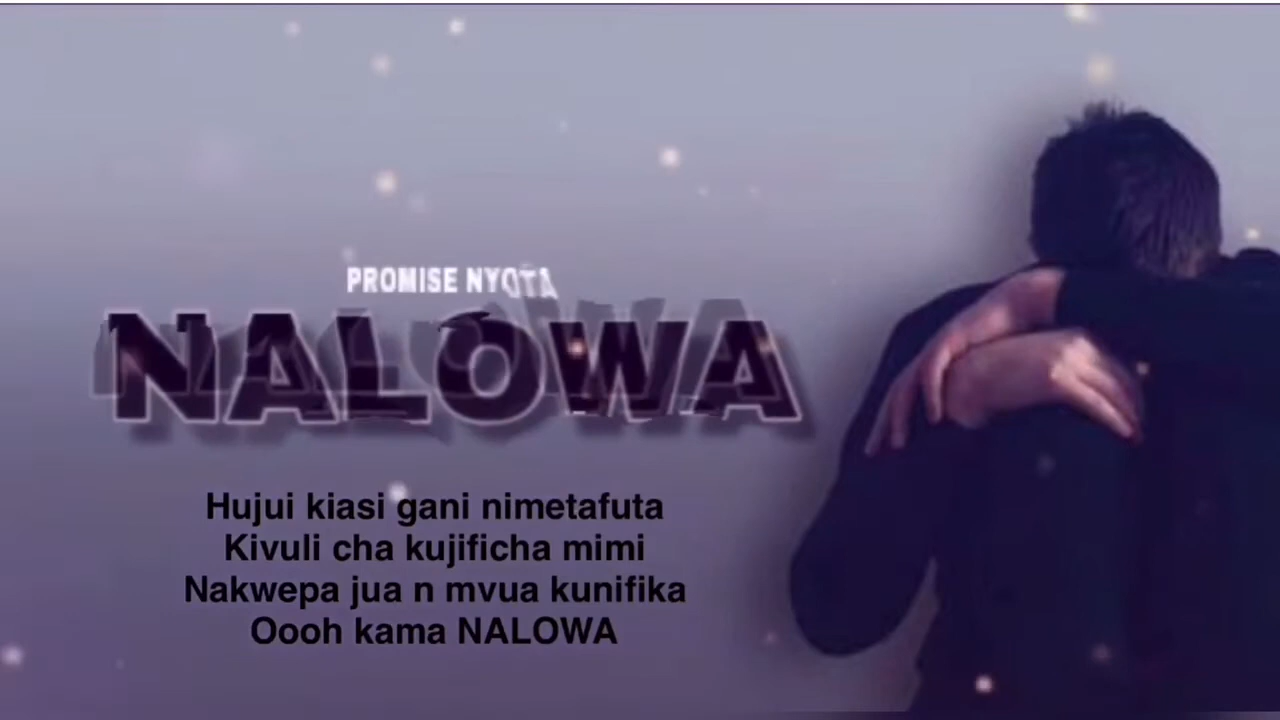 PROMISE NYOTA
NALOWA
Hujui kiasi gani nimetafuta
Kivuli cha kujificha mimi
Nakwepa jua n mvua kunifika
Oooh kama NALOWA